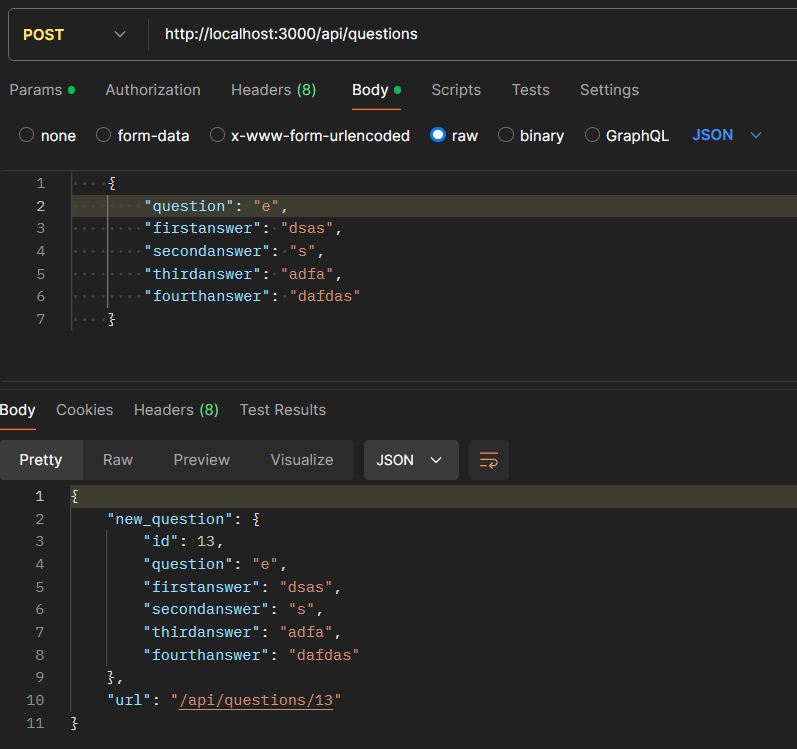 POST http://localhost:3000/api/questions
Params Authorization Headers (8) Body Scripts Tests Settings
none form-data x-www-form-urlencoded raw binary GraphQL JSON
1 {
2 "question": "e",
3 "firstanswer": "dsas",
4 "secondanswer": "s",
5 "thirdanswer": "adfa",
6 "fourthanswer": "dafdas"
7 }
Body Cookies Headers (8) Test Results
Pretty Raw Preview Visualize JSON
1 {
2 "new_question": {
3 "id": 13,
4 "question": "e",
5 "firstanswer": "dsas",
6 "secondanswer": "s",
7 "thirdanswer": "adfa",
8 "fourthanswer": "dafdas"
9 },
10 "url": "/api/questions/13"
11 }